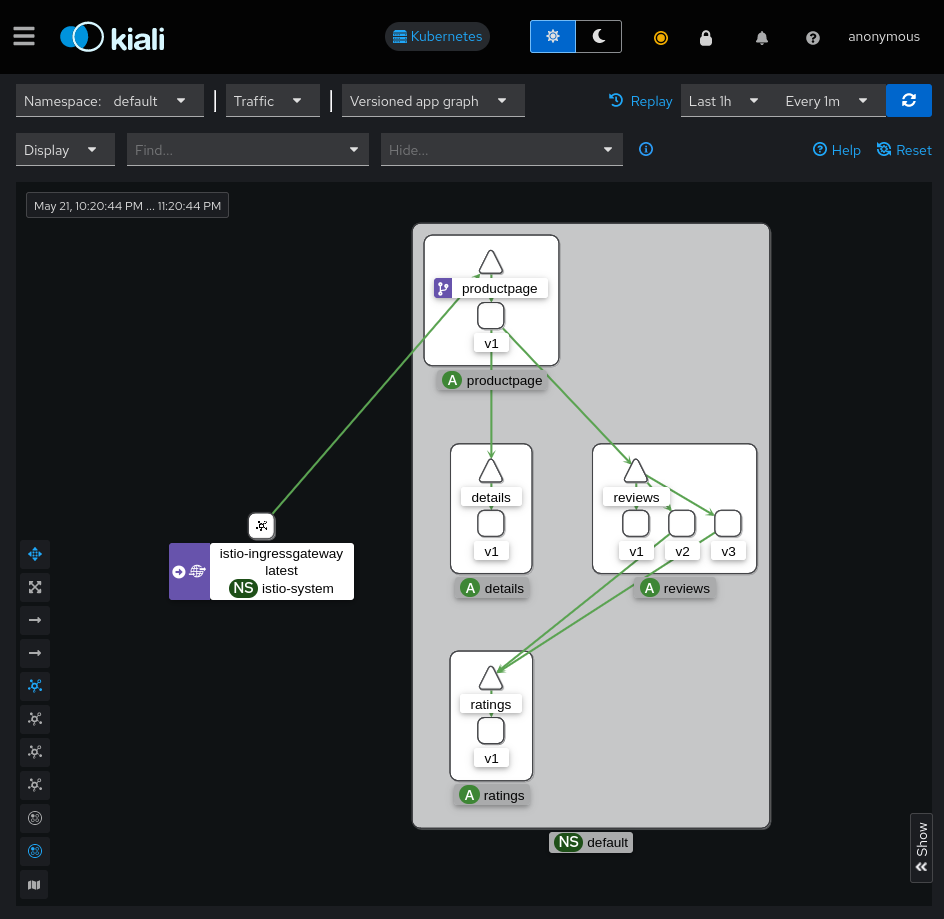 kiali
Kubernetes
anonymous
Namespace: default
Traffic
Versioned app graph
Replay
Last 1h
Every 1m
Display
Find...
Hide...
Help
Reset
May 21, 10:20:44 PM ... 11:20:44 PM
productpage
v1
A productpage
details
v1
A details
reviews
v1
v2
v3
A reviews
istio-ingressgateway
latest
NS istio-system
ratings
v1
A ratings
NS default
Show